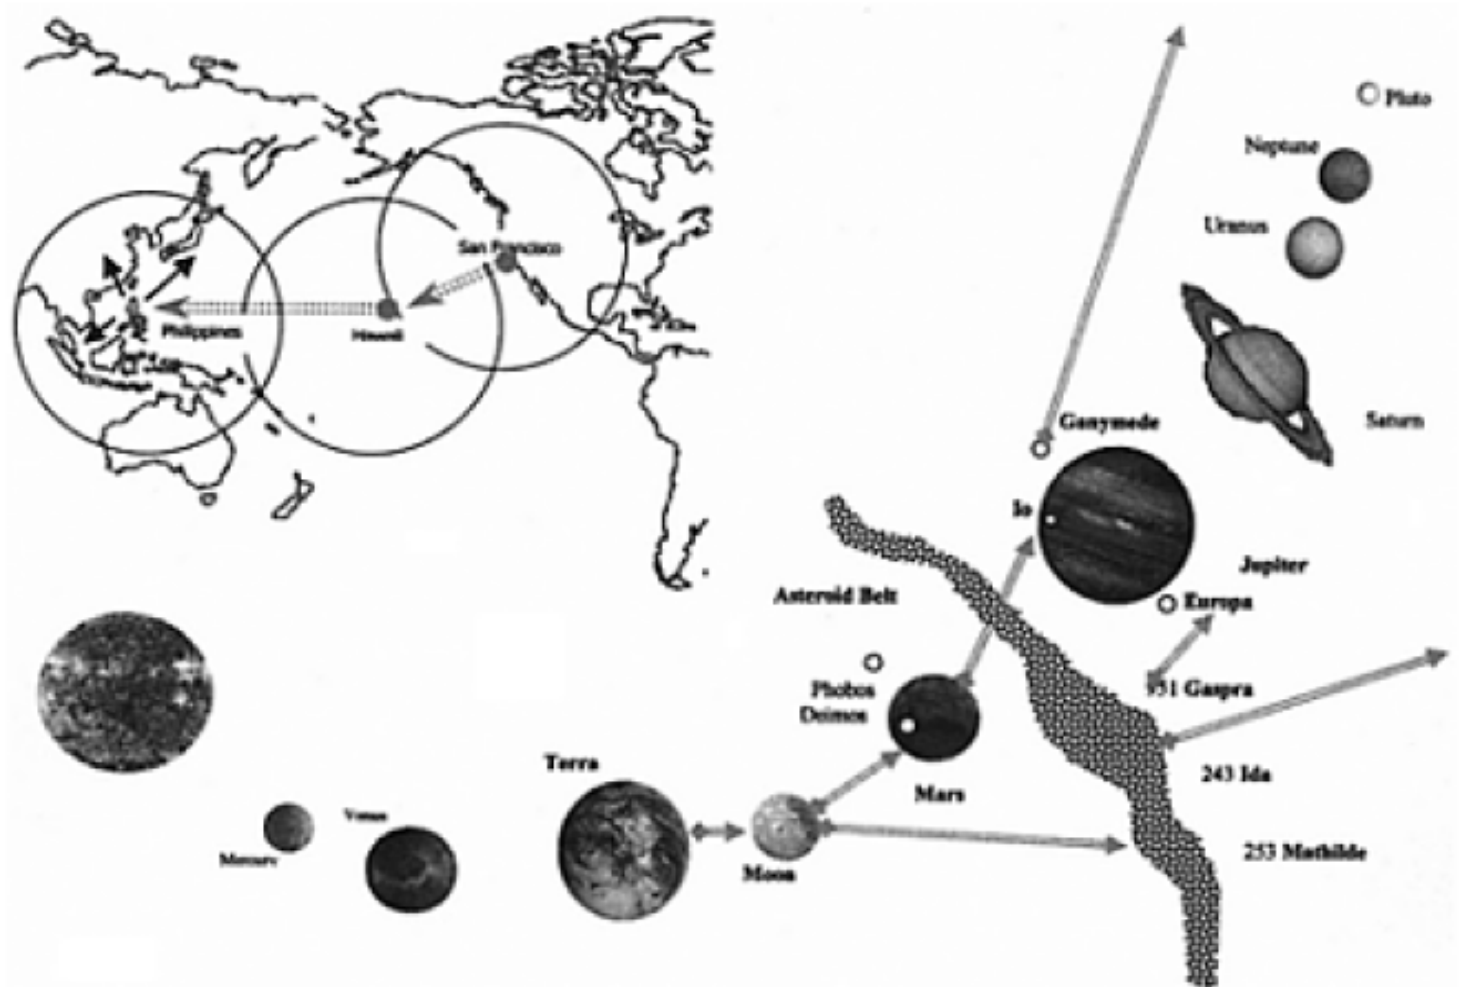 San Francisco
Philippines
Hawaii
Pluto
Neptune
Uranus
Saturn
Ganymede
Io
Jupiter
Europa
Asteroid Belt
951 Gaspra
Phobos
Deimos
243 Ida
Mars
253 Mathilde
Terra
Moon
Venus
Mercury